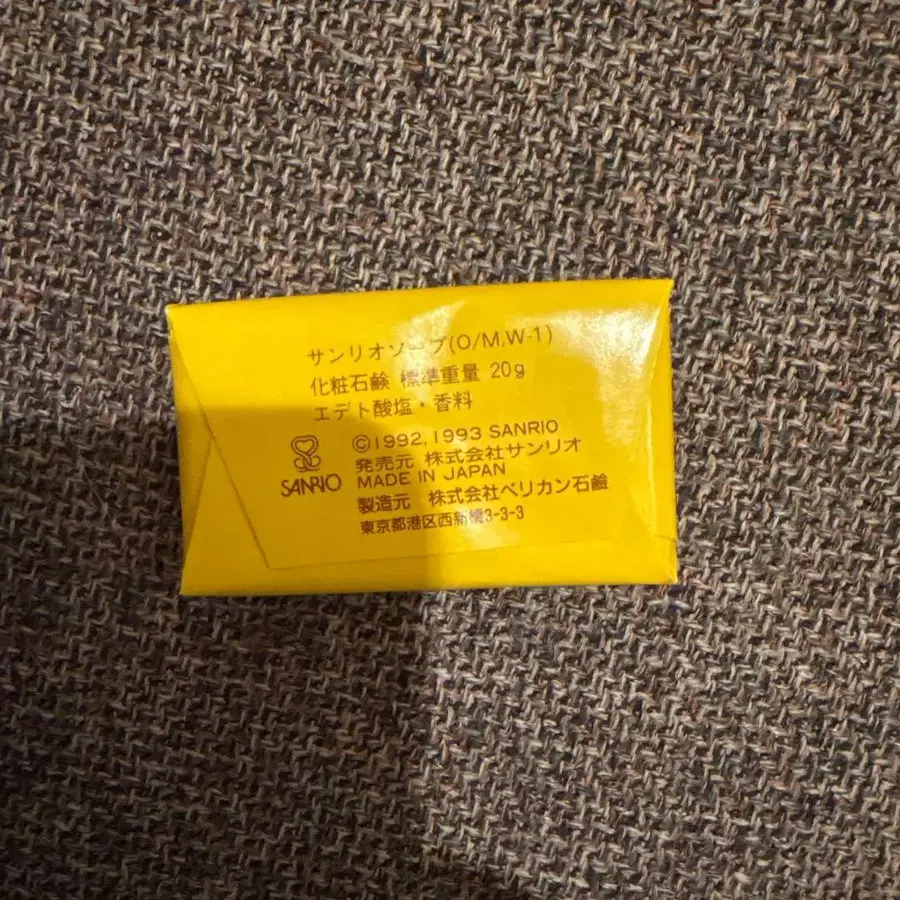 サンリオソープ(O/M,W-1)
化粧石鹸 標準重量 20g
エデト酸塩・香料
©1992,1993 SANRIO
発売元 株式会社サンリオ
MADE IN JAPAN
製造元 株式会社ペリカン石鹸
東京都港区西新橋3-3-3
SANRIO